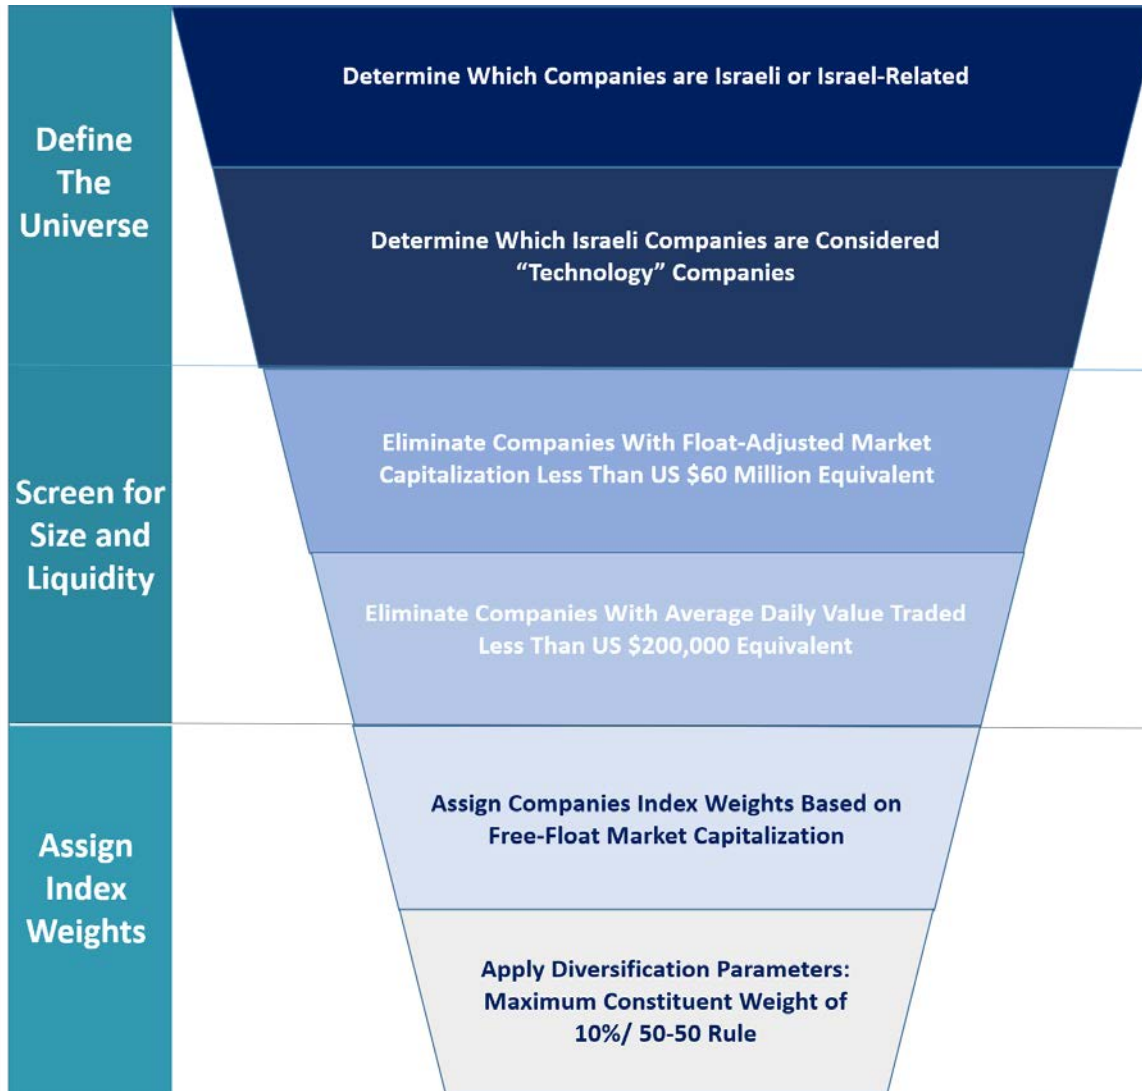 Define
The
Universe
Determine Which Companies are Israeli or Israel-Related
Determine Which Israeli Companies are Considered
“Technology” Companies
Screen for
Size and
Liquidity
Eliminate Companies With Float-Adjusted Market
Capitalization Less Than US $60 Million Equivalent
Eliminate Companies With Average Daily Value Traded
Less Than US $200,000 Equivalent
Assign
Index
Weights
Assign Companies Index Weights Based on
Free-Float Market Capitalization
Apply Diversification Parameters:
Maximum Constituent Weight of
10%/ 50-50 Rule